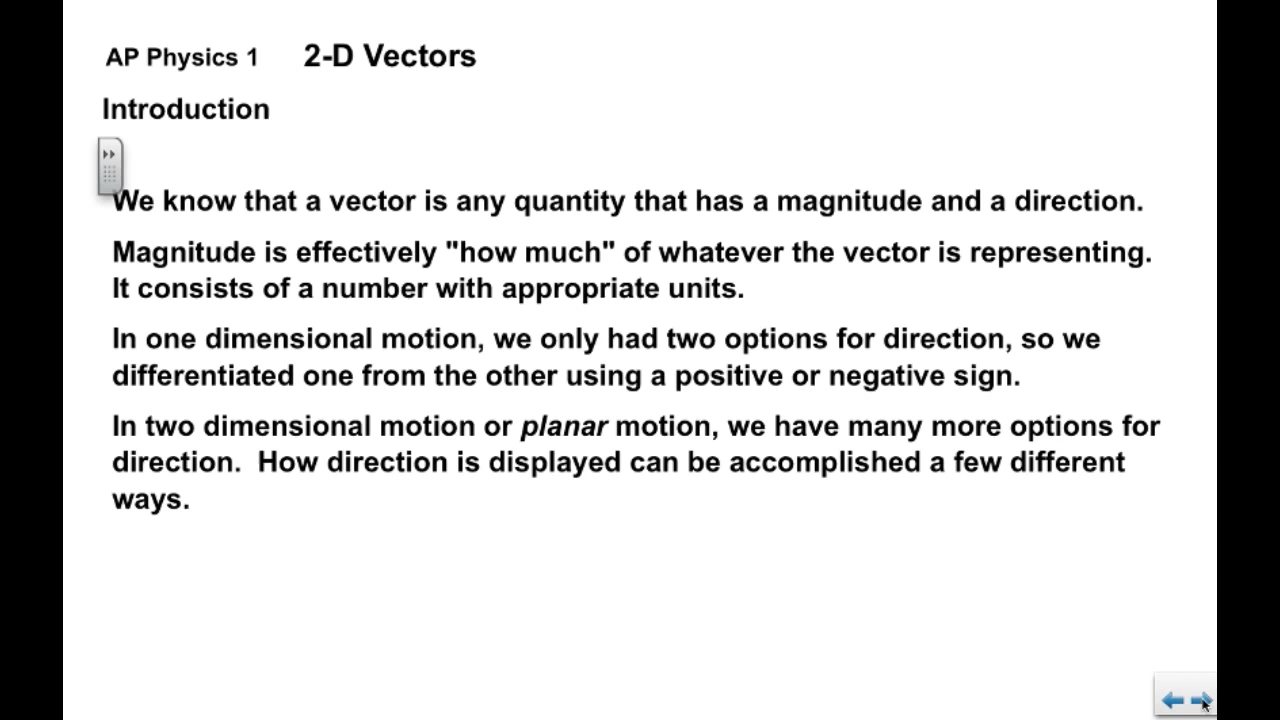 AP Physics 1 2-D Vectors
Introduction
We know that a vector is any quantity that has a magnitude and a direction.
Magnitude is effectively "how much" of whatever the vector is representing.
It consists of a number with appropriate units.
In one dimensional motion, we only had two options for direction, so we
differentiated one from the other using a positive or negative sign.
In two dimensional motion or planar motion, we have many more options for
direction.  How direction is displayed can be accomplished a few different
ways.